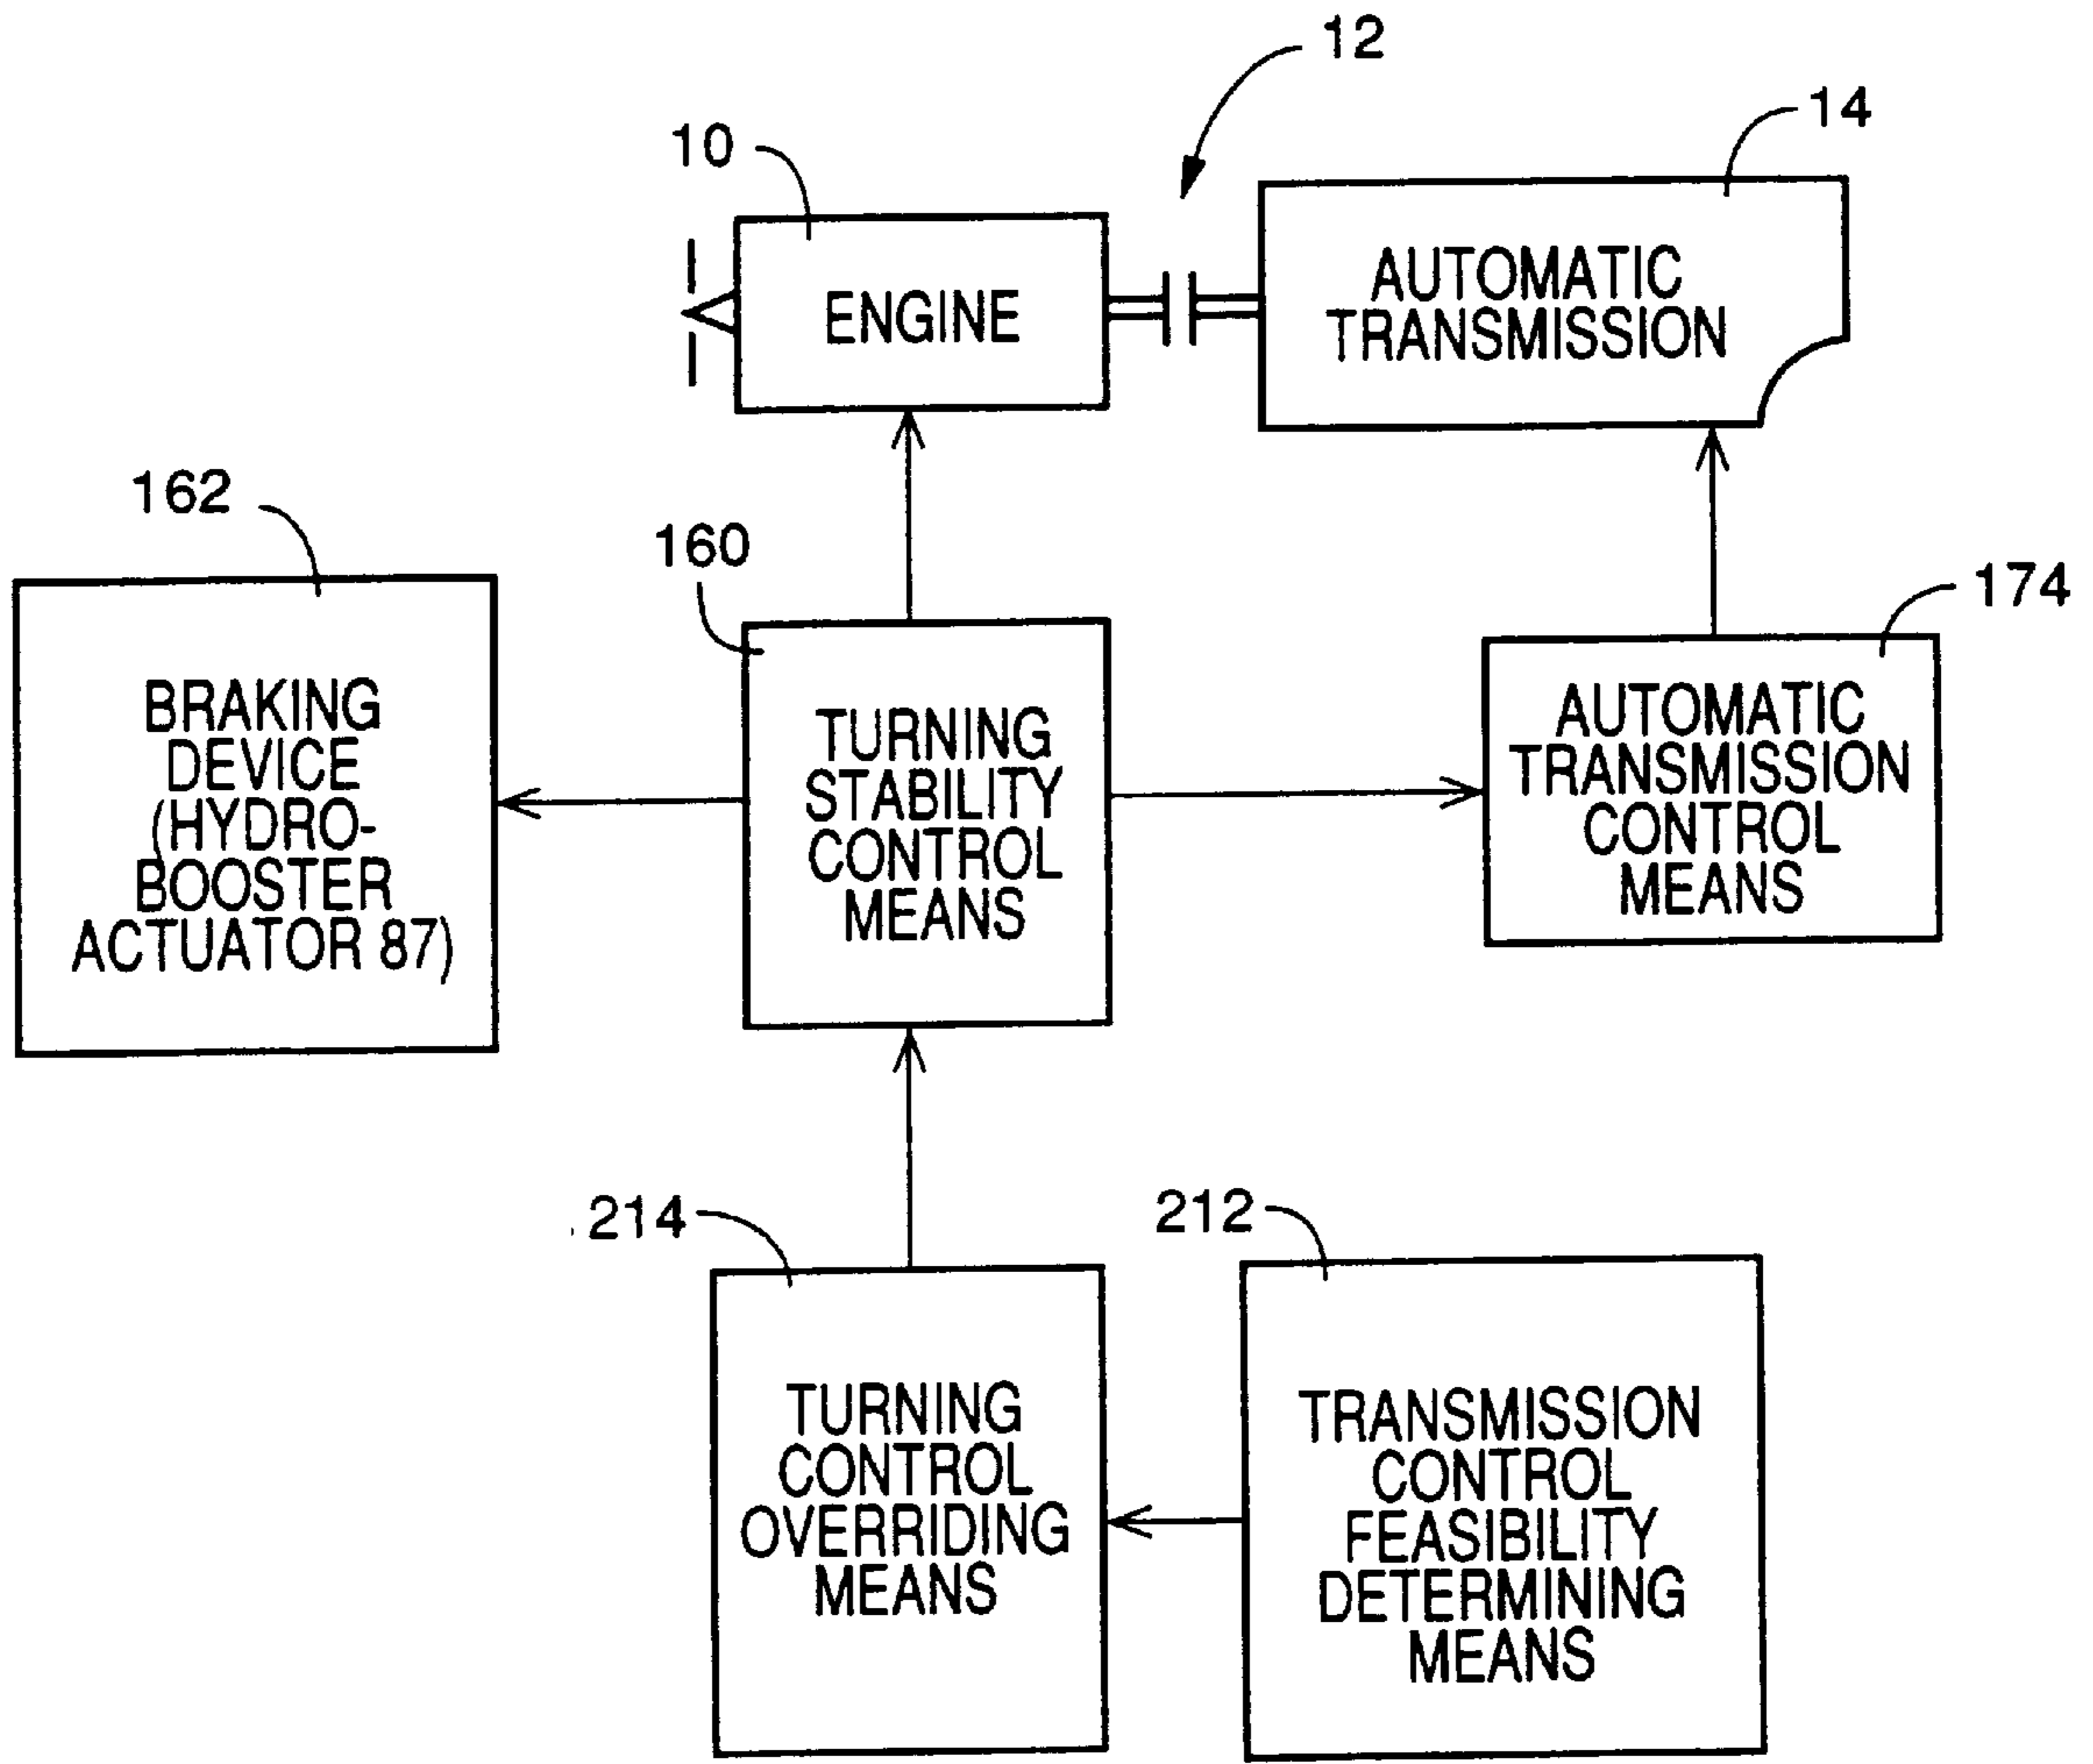 12
14
10
ENGINE
AUTOMATIC
TRANSMISSION
162
160
174
BRAKING
DEVICE
(HYDRO-
BOOSTER
ACTUATOR 87)
TURNING
STABILITY
CONTROL
MEANS
AUTOMATIC
TRANSMISSION
CONTROL
MEANS
214
212
TURNING
CONTROL
OVERRIDING
MEANS
TRANSMISSION
CONTROL
FEASIBILITY
DETERMINING
MEANS